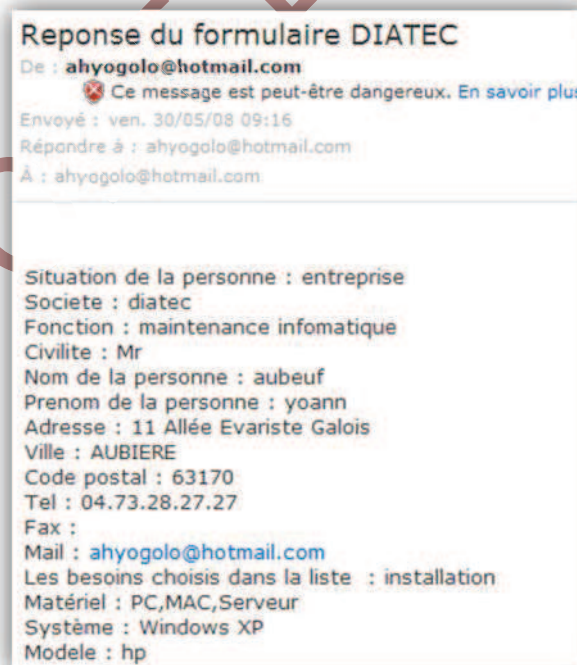 Reponse du formulaire DIATEC
De : ahyogolo@hotmail.com
Ce message est peut-être dangereux. En savoir plus
Envoyé : ven. 30/05/08 09:16
Répondre à : ahyogolo@hotmail.com
À : ahyogolo@hotmail.com
Situation de la personne : entreprise
Societe : diatec
Fonction : maintenance infomatique
Civilite : Mr
Nom de la personne : aubeuf
Prenom de la personne : yoann
Adresse : 11 Allée Evariste Galois
Ville : AUBIERE
Code postal : 63170
Tel : 04.73.28.27.27
Fax :
Mail : ahyogolo@hotmail.com
Les besoins choisis dans la liste : installation
Matériel : PC,MAC,Serveur
Système : Windows XP
Modele : hp